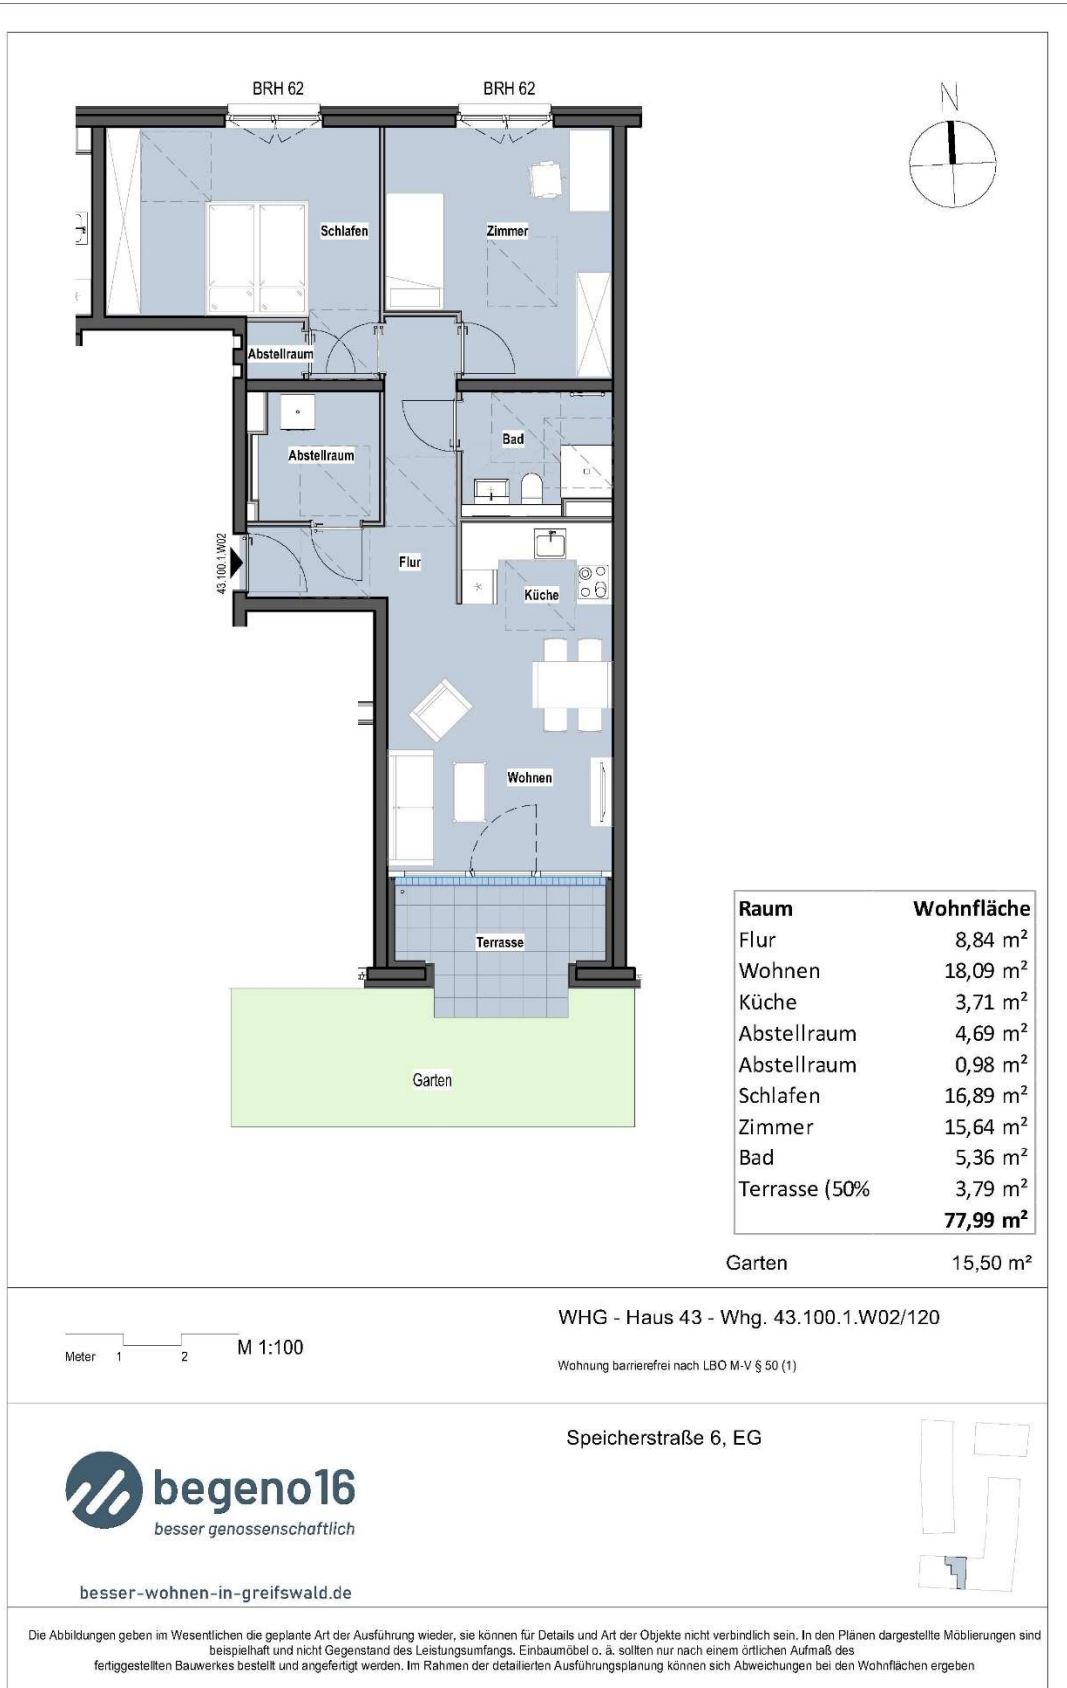 BRH 62
BRH 62
N
Schlafen
Zimmer
Abstellraum
Abstellraum
Bad
43.100.1.W02
Flur
Küche
Wohnen
Terrasse
Garten
Raum Wohnfläche
Flur 8,84 m²
Wohnen 18,09 m²
Küche 3,71 m²
Abstellraum 4,69 m²
Abstellraum 0,98 m²
Schlafen 16,89 m²
Zimmer 15,64 m²
Bad 5,36 m²
Terrasse (50% 3,79 m²
77,99 m²
Garten 15,50 m²
Meter 1 2 M 1:100
WHG - Haus 43 - Whg. 43.100.1.W02/120
Wohnung barrierefrei nach LBO M-V § 50 (1)
Speicherstraße 6, EG
begeno16
besser genossenschaftlich
besser-wohnen-in-greifswald.de
Die Abbildungen geben im Wesentlichen die geplante Art der Ausführung wieder, sie können für Details und Art der Objekte nicht verbindlich sein. In den Plänen dargestellte Möblierungen sind
beispielhaft und nicht Gegenstand des Leistungsumfangs. Einbaumöbel o. ä. sollten nur nach einem örtlichen Aufmaß des
fertiggestellten Bauwerkes bestellt und angefertigt werden. Im Rahmen der detailierten Ausführungsplanung können sich Abweichungen bei den Wohnflächen ergeben